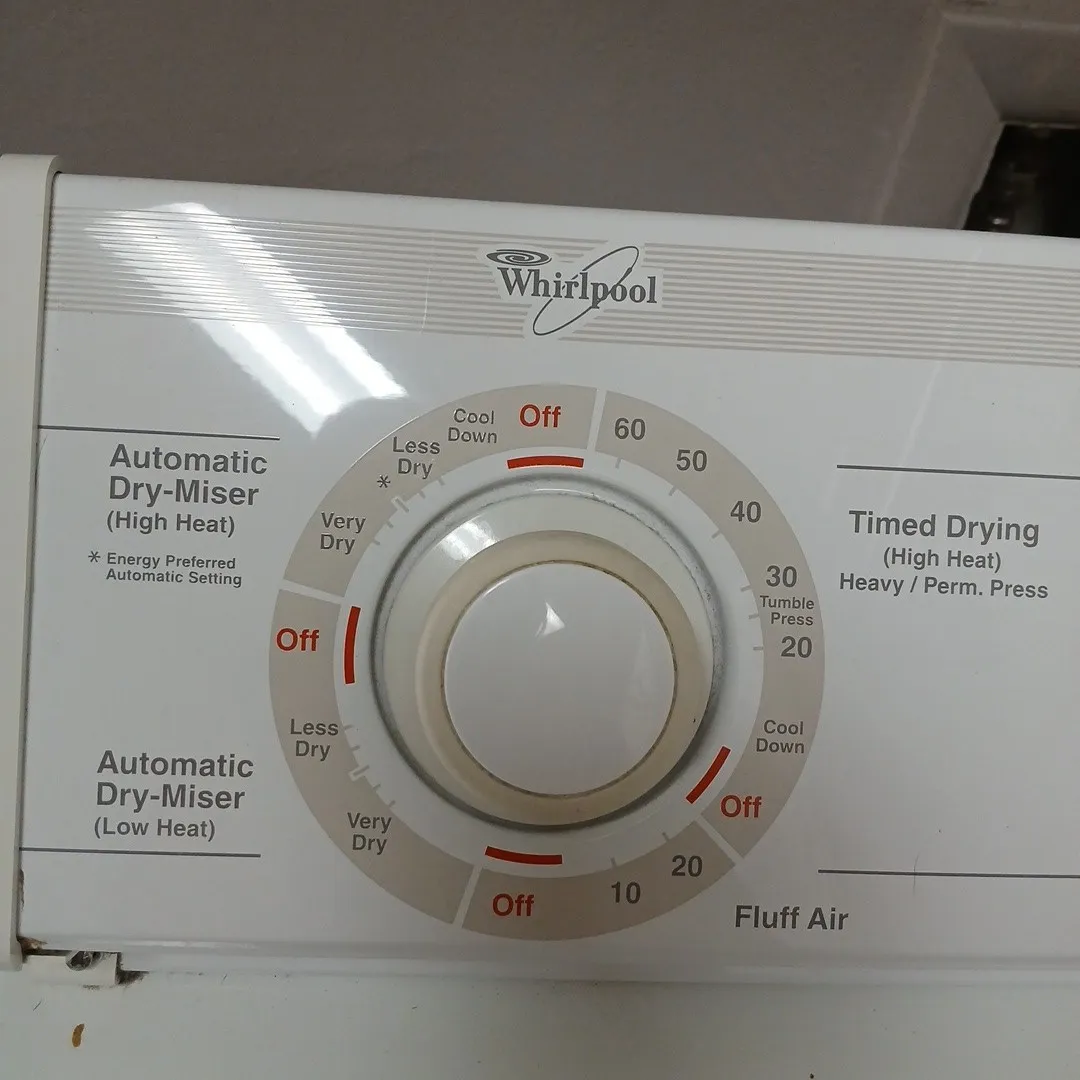 Whirlpool
Automatic
Dry-Miser
(High Heat)
* Energy Preferred
Automatic Setting
Off
Cool
Down
Less
Dry
*
Very
Dry
Off
Less
Dry
Very
Dry
Automatic
Dry-Miser
(Low Heat)
60
50
40
30
Tumble
Press
20
Cool
Down
Off
Timed Drying
(High Heat)
Heavy / Perm. Press
20
10
Off
Fluff Air